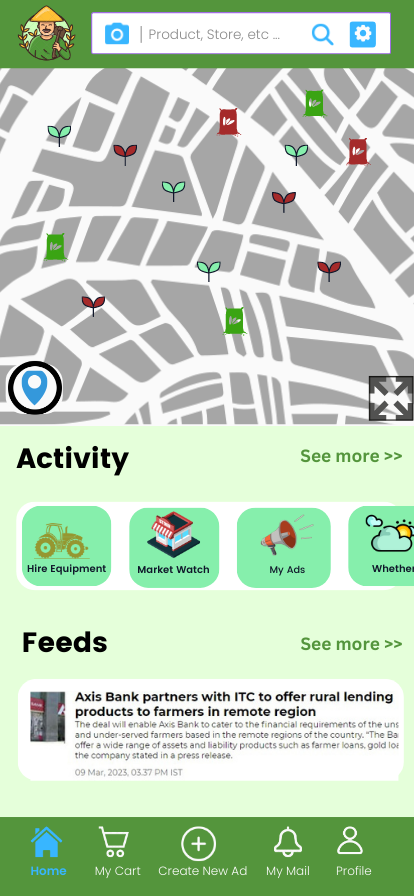 Product, Store, etc ...
Activity
See more >>
Hire Equipment
Market Watch
My Ads
Whether
Feeds
See more >>
Axis Bank partners with ITC to offer rural lending
products to farmers in remote region
The deal will enable Axis Bank to cater to the financial requirements of the uns
and under-served farmers based in the remote regions of the country. "The Ba
offer a wide range of assets and liability products such as farmer loans, gold loa
the company stated in a press release.
09 Mar, 2023, 03.37 PM IST
Home
My Cart
Create New Ad
My Mail
Profile